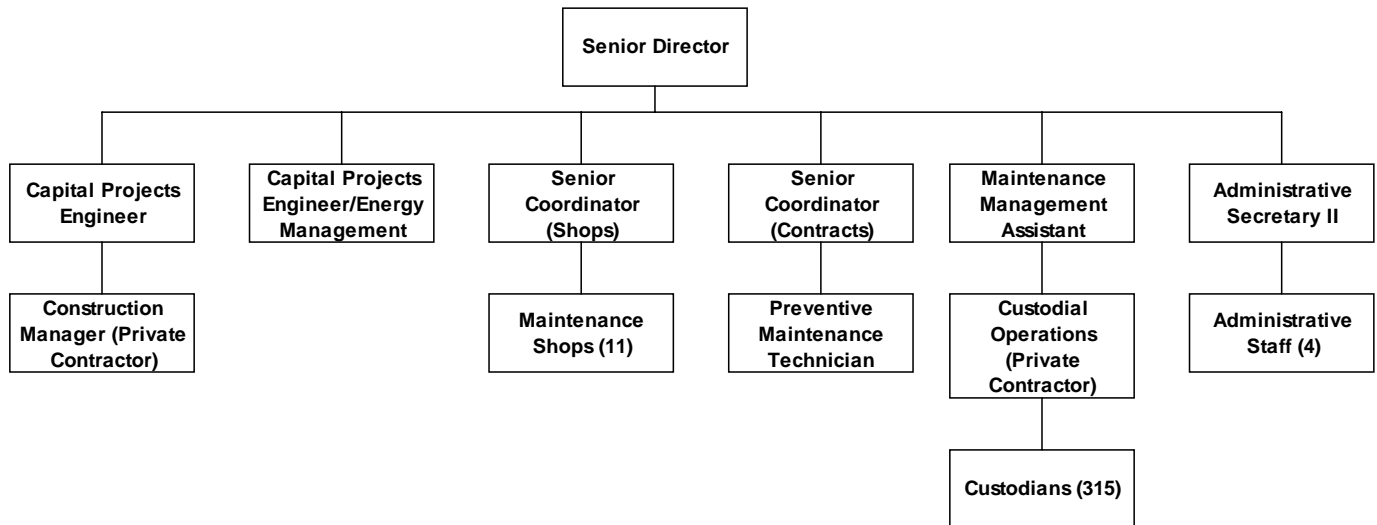 Senior Director
Capital Projects
Engineer
Capital Projects
Engineer/Energy
Management
Senior
Coordinator
(Shops)
Senior
Coordinator
(Contracts)
Maintenance
Management
Assistant
Administrative
Secretary II
Construction
Manager (Private
Contractor)
Maintenance
Shops (11)
Preventive
Maintenance
Technician
Custodial
Operations
(Private
Contractor)
Administrative
Staff (4)
Custodians (315)